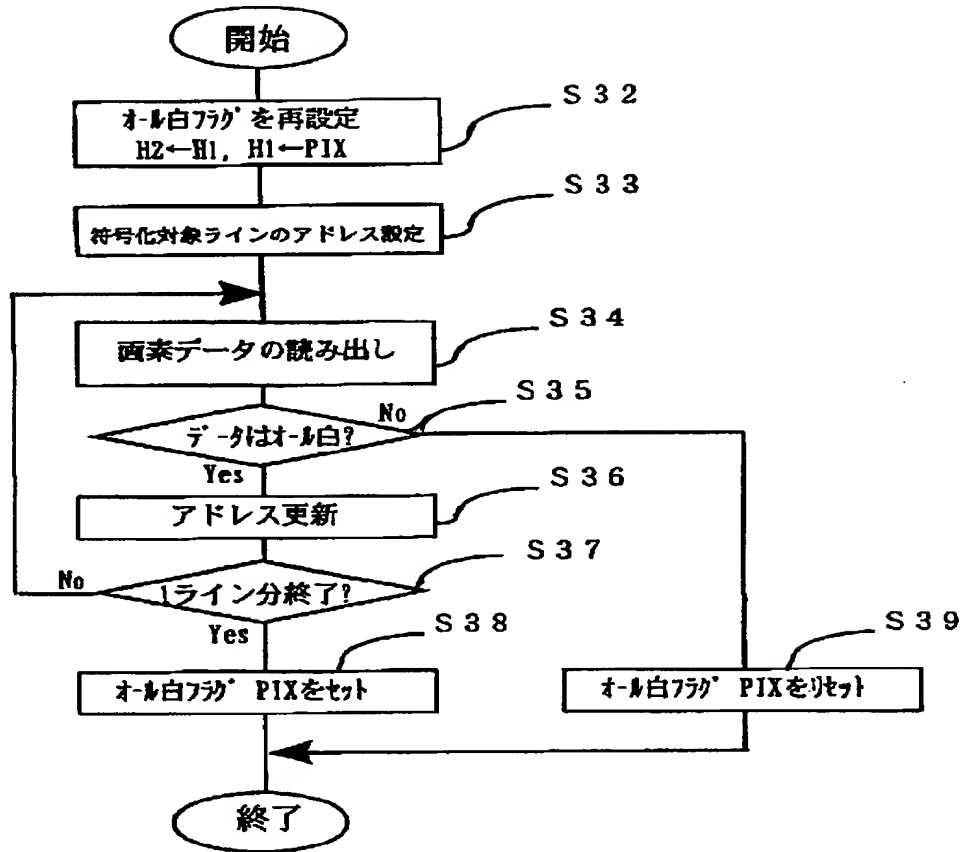 開始
S32
ｵｰﾙ白ﾌﾗｸﾞを再設定
H2←H1, H1←PIX
S33
符号化対象ラインのアドレス設定
S34
画素データの読み出し
S35
No
ﾃﾞｰﾀはｵｰﾙ白?
Yes
S36
アドレス更新
S37
No
1ライン分終了?
Yes
S38
S39
ｵｰﾙ白ﾌﾗｸﾞ PIXをｾｯﾄ
ｵｰﾙ白ﾌﾗｸﾞ PIXをﾘｾｯﾄ
終了